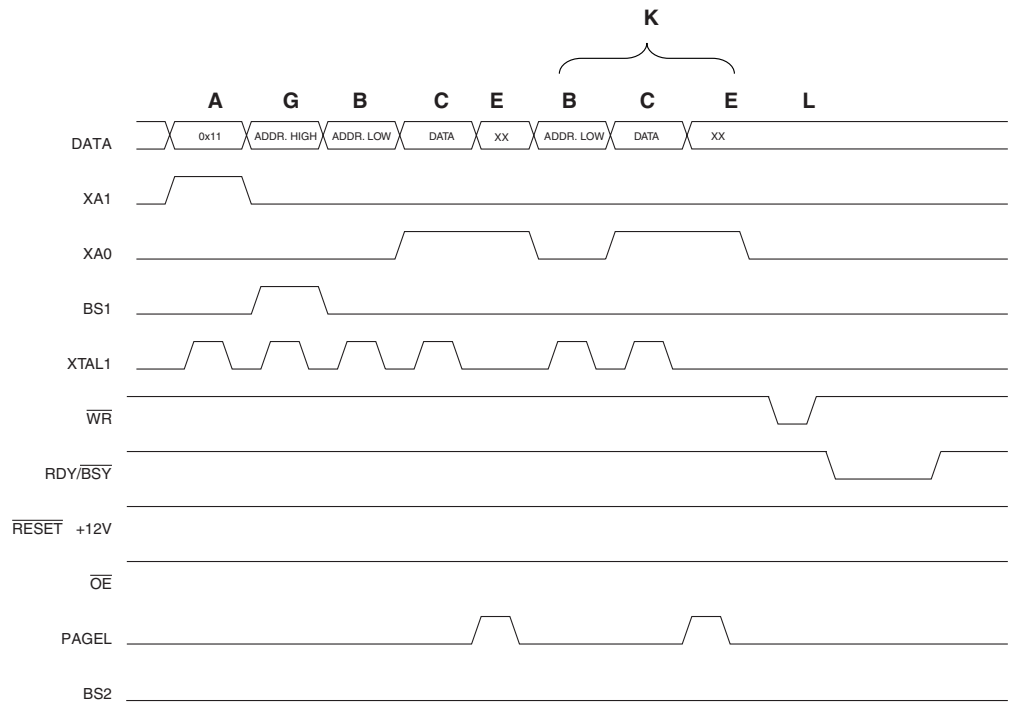 K
A G B C E B C E L
DATA 0x11 ADDR. HIGH ADDR. LOW DATA XX ADDR. LOW DATA XX
XA1
XA0
BS1
XTAL1
WR
RDY/BSY
RESET +12V
OE
PAGEL
BS2